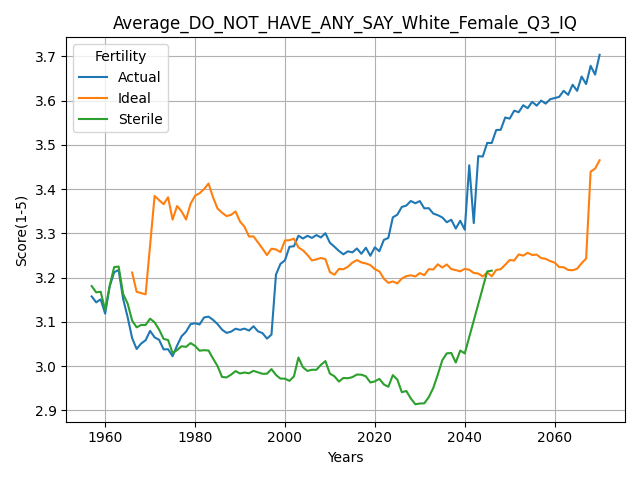 Average_DO_NOT_HAVE_ANY_SAY_White_Female_Q3_IQ
Fertility
Actual
Ideal
Sterile
Score(1-5)
3.7
3.6
3.5
3.4
3.3
3.2
3.1
3.0
2.9
1960 1980 2000 2020 2040 2060
Years